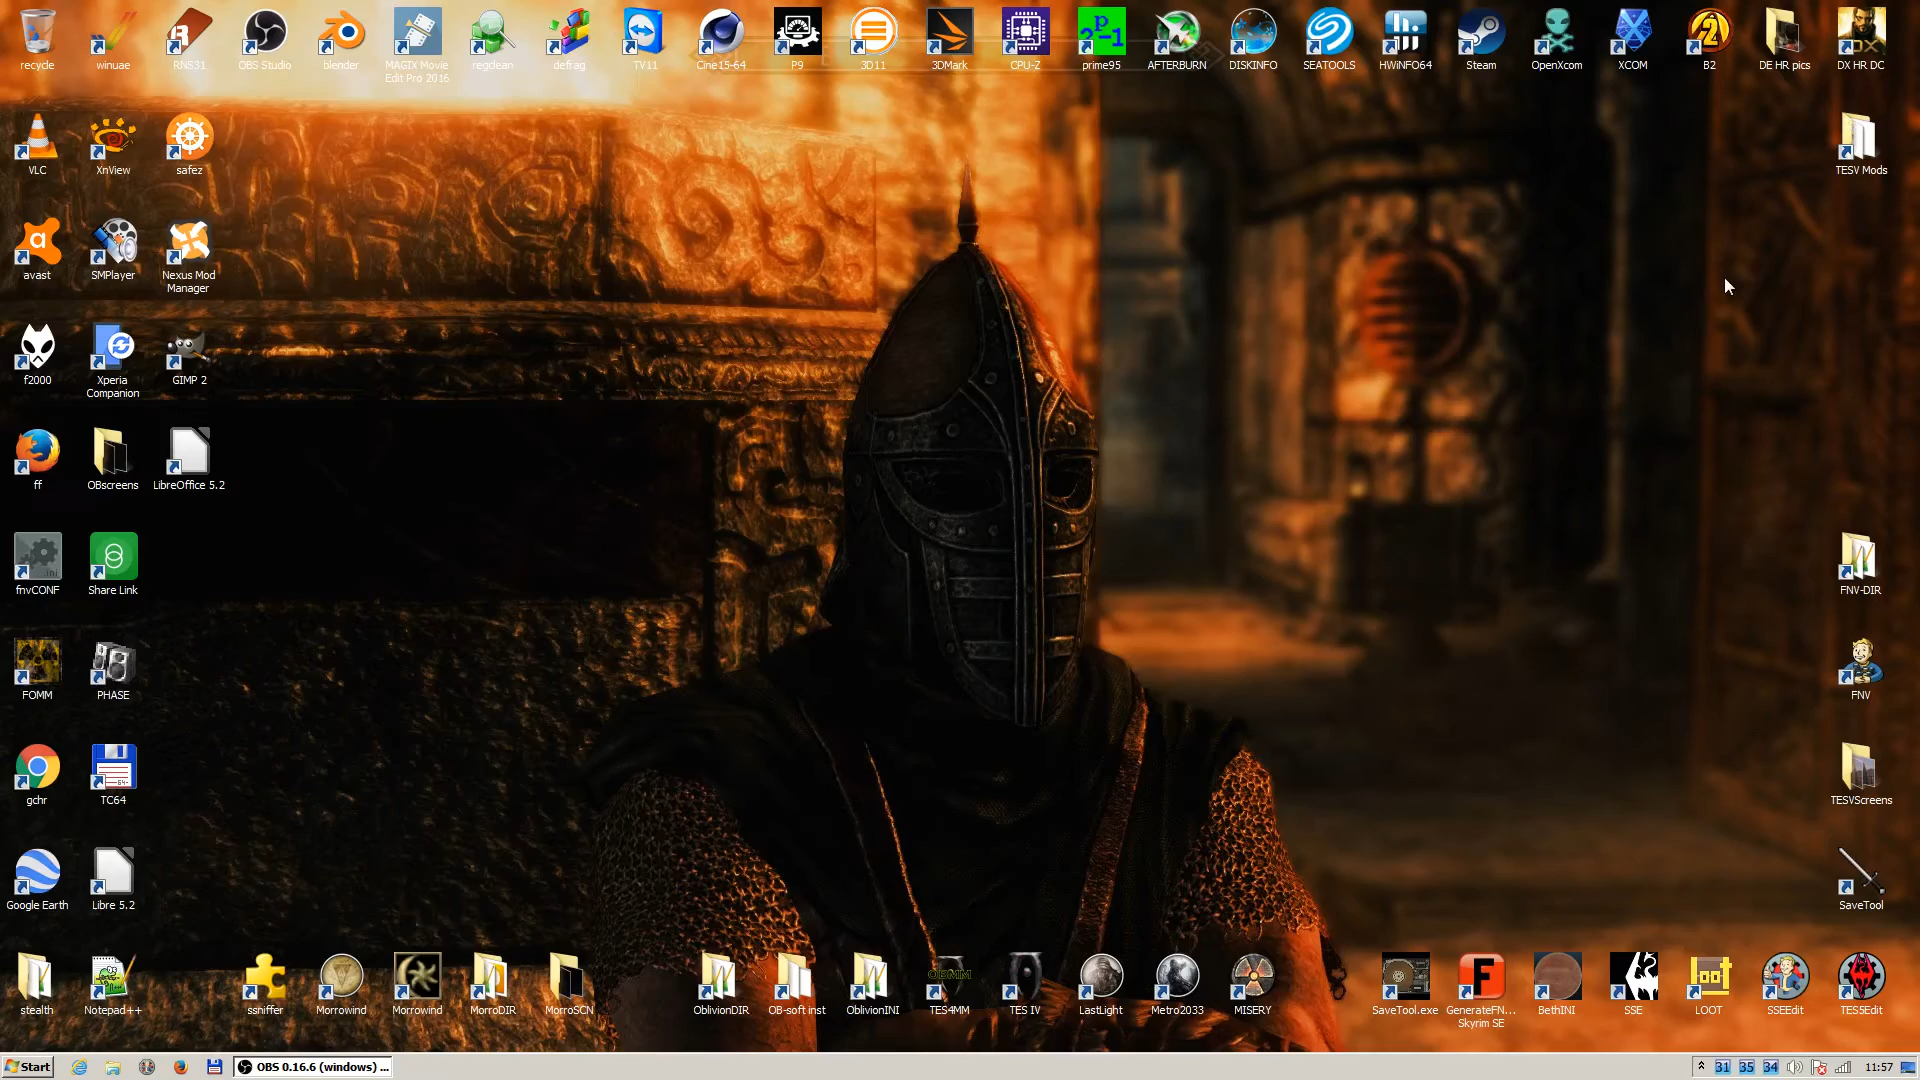 recycle
winuae
RNS31
OBS Studio
blender
MAGIX Movie
Edit Pro 2016
regclean
defrag
TV11
Cine15-64
P9
3D11
3DMark
CPU-Z
prime95
AFTERBURN
DISKINFO
SEATOOLS
HWiNFO64
Steam
OpenXcom
XCOM
B2
DE HR pics
DX HR DC
VLC
XnView
safez
TESV Mods
avast
SMPlayer
Nexus Mod
Manager
f2000
Xperia
Companion
GIMP 2
ff
OBscreens
LibreOffice 5.2
fnvCONF
Share Link
FNV-DIR
FOMM
PHASE
FNV
gchr
TC64
TESVScreens
Google Earth
Libre 5.2
SaveTool
stealth
Notepad++
ssniffer
Morrowind
Morrowind
MorroDIR
MorroSCN
OblivionDIR
OB-soft inst
OblivionINI
TES4MM
TES IV
LastLight
Metro2033
MISERY
SaveTool.exe
GenerateFN...
Skyrim SE
BethINI
SSE
LOOT
SSEEdit
TES5Edit
Start
OBS 0.16.6 (windows) ...
31
35
34
11:57